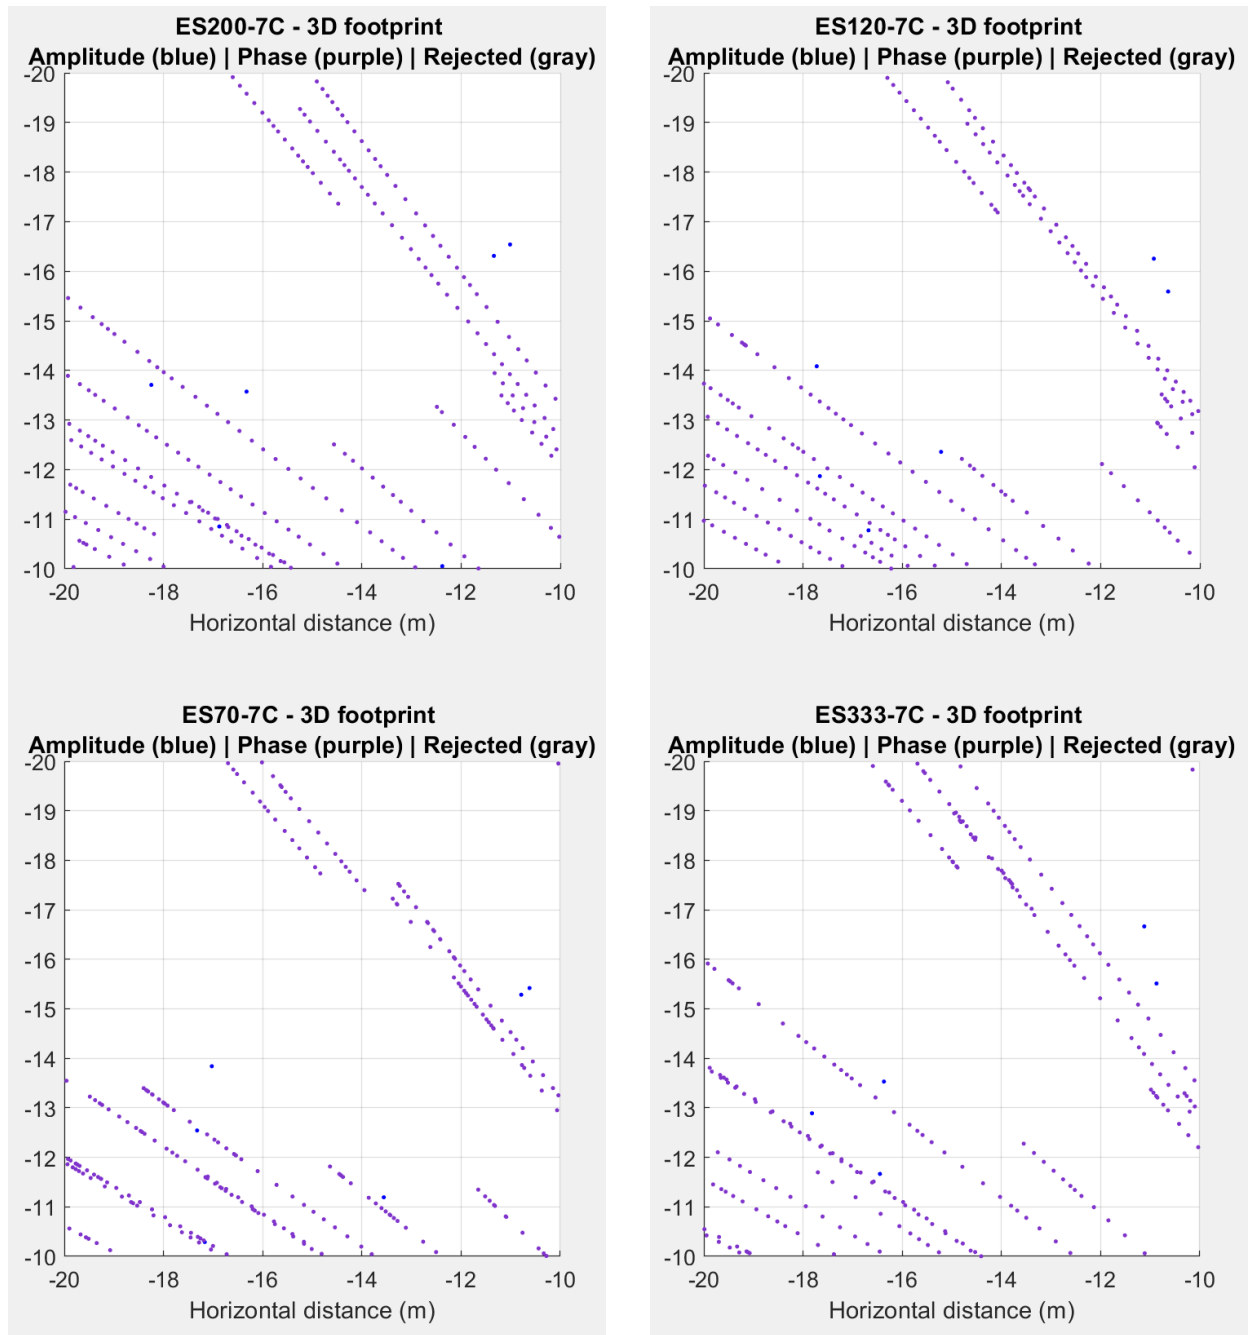 ES200-7C - 3D footprint
Amplitude (blue) | Phase (purple) | Rejected (gray)
-20
-19
-18
-17
-16
-15
-14
-13
-12
-11
-10
-20 -18 -16 -14 -12 -10
Horizontal distance (m)
ES120-7C - 3D footprint
Amplitude (blue) | Phase (purple) | Rejected (gray)
-20
-19
-18
-17
-16
-15
-14
-13
-12
-11
-10
-20 -18 -16 -14 -12 -10
Horizontal distance (m)
ES70-7C - 3D footprint
Amplitude (blue) | Phase (purple) | Rejected (gray)
-20
-19
-18
-17
-16
-15
-14
-13
-12
-11
-10
-20 -18 -16 -14 -12 -10
Horizontal distance (m)
ES333-7C - 3D footprint
Amplitude (blue) | Phase (purple) | Rejected (gray)
-20
-19
-18
-17
-16
-15
-14
-13
-12
-11
-10
-20 -18 -16 -14 -12 -10
Horizontal distance (m)